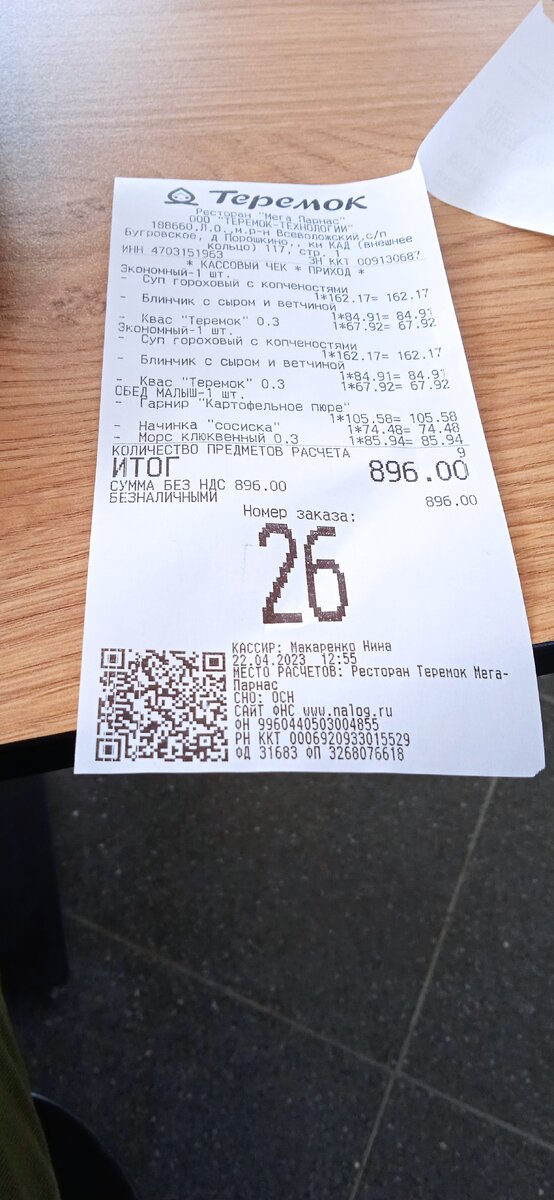 Теремок
Ресторан "Мега Парнас"
ООО "ТЕРЕМОК-ТЕХНОЛОГИИ"
188660,Л.О.,м.р-н Всеволожский,с/п
Бугровское, д Порошкино,, км КАД (внешнее
кольцо) 117, стр. 1
ИНН 4703151963 ЗН ККТ 009130687
* КАССОВЫЙ ЧЕК * ПРИХОД *
Экономный-1 шт.
- Суп гороховый с копченостями
1*162.17= 162.17
- Блинчик с сыром и ветчиной
1*84.91= 84.91
- Квас "Теремок" 0.3 1*67.92= 67.92
Экономный-1 шт.
- Суп гороховый с копченостями
1*162.17= 162.17
- Блинчик с сыром и ветчиной
1*84.91= 84.91
- Квас "Теремок" 0.3 1*67.92= 67.92
ОБЕД МАЛЫШ-1 шт.
- Гарнир "Картофельное пюре"
1*105.58= 105.58
- Начинка "сосиска" 1*74.48= 74.48
- Морс клюквенный 0.3 1*85.94= 85.94
КОЛИЧЕСТВО ПРЕДМЕТОВ РАСЧЕТА 9
ИТОГ 896.00
СУММА БЕЗ НДС 896.00
БЕЗНАЛИЧНЫМИ 896.00
Номер заказа:
26
КАССИР: Макаренко Нина
22.04.2023 12:55
МЕСТО РАСЧЕТОВ: Ресторан Теремок Мега-
Парнас
СНО: ОСН
САЙТ ФНС www.nalog.ru
ФН 9960440503004855
РН ККТ 0006920933015529
ФД 31683 ФП 3268076618